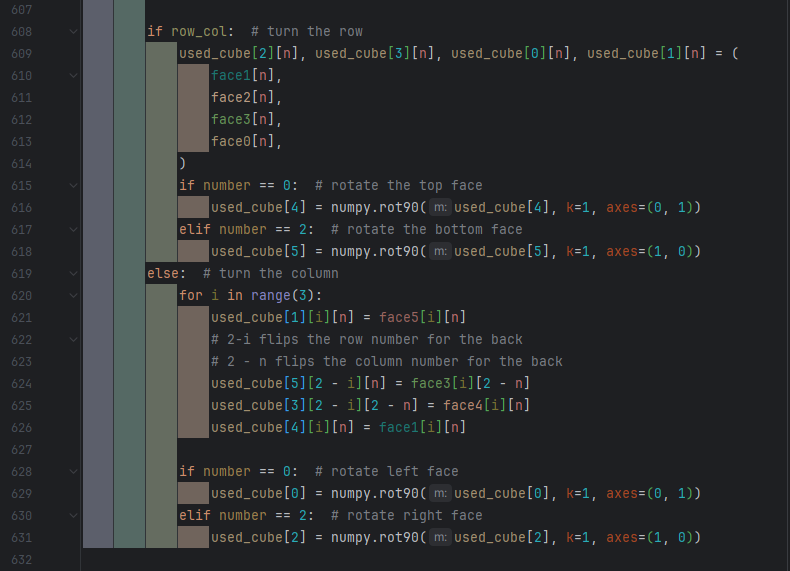 607
608 if row_col:  # turn the row
609 used_cube[2][n], used_cube[3][n], used_cube[0][n], used_cube[1][n] = (
610 face1[n],
611 face2[n],
612 face3[n],
613 face0[n],
614 )
615 if number == 0:  # rotate the top face
616 used_cube[4] = numpy.rot90( m: used_cube[4], k=1, axes=(0, 1))
617 elif number == 2:  # rotate the bottom face
618 used_cube[5] = numpy.rot90( m: used_cube[5], k=1, axes=(1, 0))
619 else:  # turn the column
620 for i in range(3):
621 used_cube[1][i][n] = face5[i][n]
622 # 2-i flips the row number for the back
623 # 2 - n flips the column number for the back
624 used_cube[5][2 - i][n] = face3[i][2 - n]
625 used_cube[3][2 - i][2 - n] = face4[i][n]
626 used_cube[4][i][n] = face1[i][n]
627
628 if number == 0:  # rotate left face
629 used_cube[0] = numpy.rot90( m: used_cube[0], k=1, axes=(0, 1))
630 elif number == 2:  # rotate right face
631 used_cube[2] = numpy.rot90( m: used_cube[2], k=1, axes=(1, 0))
632